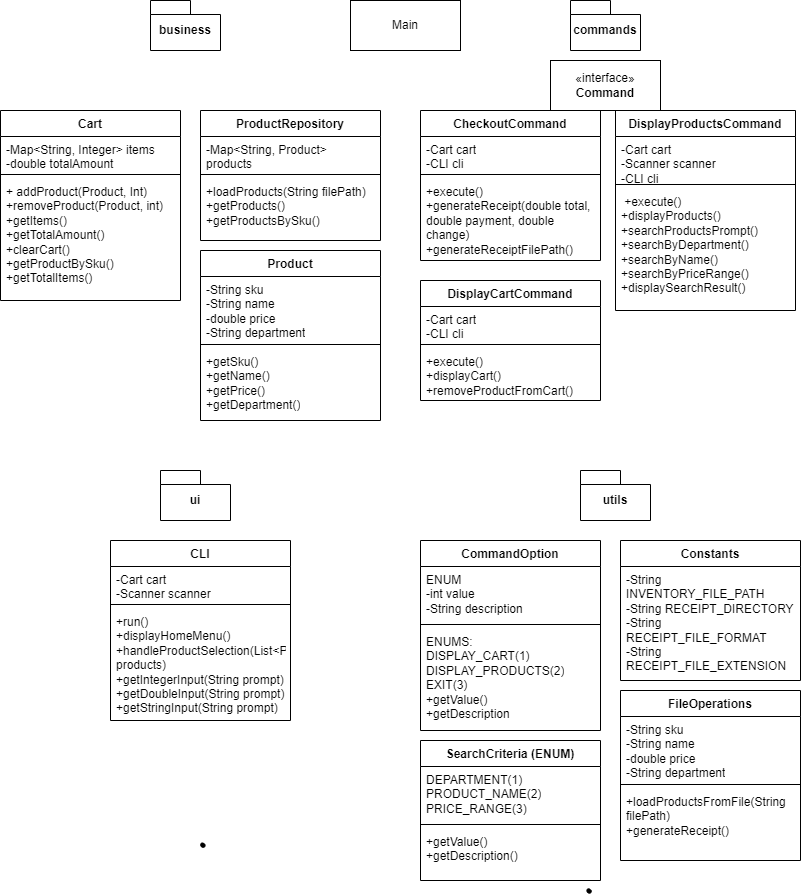 business
Main
commands
«interface»
Command
Cart
-Map<String, Integer> items
-double totalAmount
+ addProduct(Product, Int)
+removeProduct(Product, int)
+getItems()
+getTotalAmount()
+clearCart()
+getProductBySku()
+getTotalItems()
ProductRepository
-Map<String, Product>
products
+loadProducts(String filePath)
+getProducts()
+getProductsBySku()
Product
-String sku
-String name
-double price
-String department
+getSku()
+getName()
+getPrice()
+getDepartment()
CheckoutCommand
-Cart cart
-CLI cli
+execute()
+generateReceipt(double total,
double payment, double
change)
+generateReceiptFilePath()
DisplayCartCommand
-Cart cart
-CLI cli
+execute()
+displayCart()
+removeProductFromCart()
DisplayProductsCommand
-Cart cart
-Scanner scanner
-CLI cli
+execute()
+displayProducts()
+searchProductsPrompt()
+searchByDepartment()
+searchByName()
+searchByPriceRange()
+displaySearchResult()
ui
CLI
-Cart cart
-Scanner scanner
+run()
+displayHomeMenu()
+handleProductSelection(List<P
products)
+getIntegerInput(String prompt)
+getDoubleInput(String prompt)
+getStringInput(String prompt)
utils
CommandOption
ENUM
-int value
-String description
ENUMS:
DISPLAY_CART(1)
DISPLAY_PRODUCTS(2)
EXIT(3)
+getValue()
+getDescription
SearchCriteria (ENUM)
DEPARTMENT(1)
PRODUCT_NAME(2)
PRICE_RANGE(3)
+getValue()
+getDescription()
Constants
-String
INVENTORY_FILE_PATH
-String RECEIPT_DIRECTORY
-String
RECEIPT_FILE_FORMAT
-String
RECEIPT_FILE_EXTENSION
FileOperations
-String sku
-String name
-double price
-String department
+loadProductsFromFile(String
filePath)
+generateReceipt()